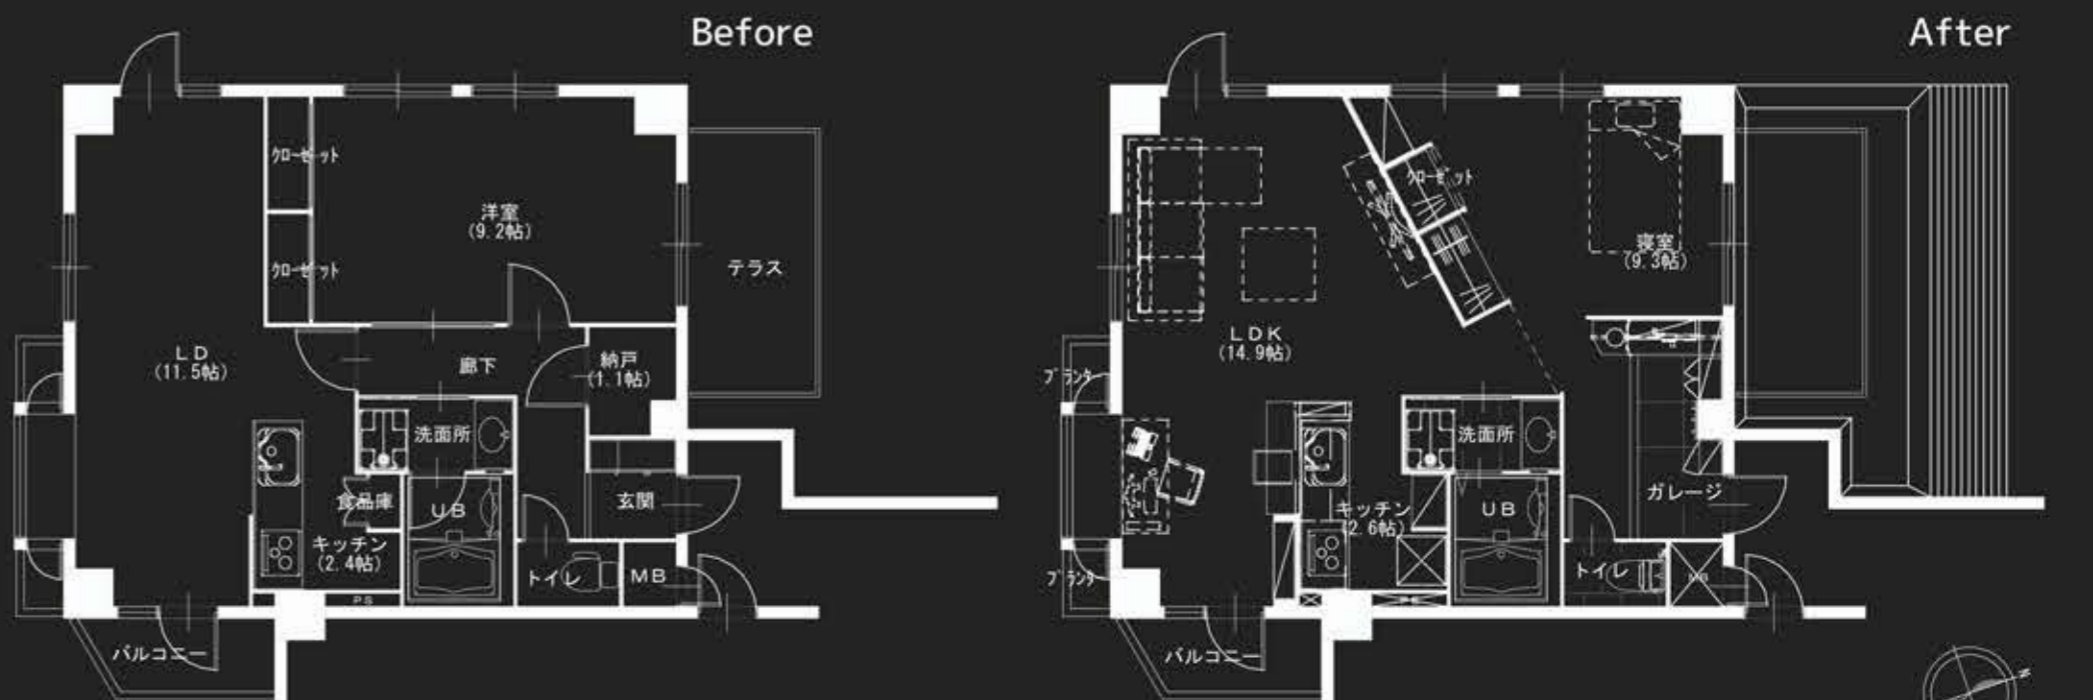 Before
クローゼット
洋室
(9.2帖)
クローゼット
テラス
LD
(11.5帖)
廊下
納戸
(1.1帖)
洗面所
食品庫
UB
玄関
キッチン
(2.4帖)
トイレ
MB
PS
バルコニー
After
クローゼット
寝室
(9.3帖)
LDK
(14.9帖)
プランタ
洗面所
ガレージ
キッチン
(2.6帖)
UB
プランタ
トイレ
MB
PS
バルコニー
N